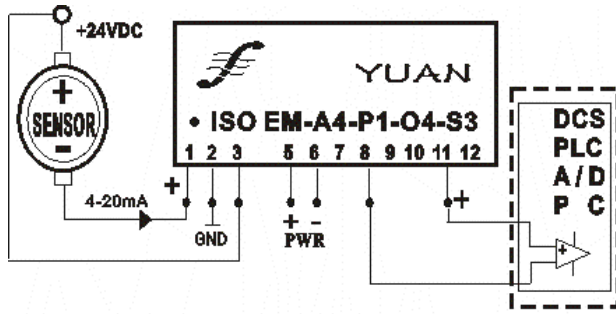 +24VDC
YUAN
+
SENSOR
-
• ISO EM-A4-P1-O4-S3
1 2 3 5 6 7 8 9 10 11 12
DCS
PLC
A/D
P C
4-20mA
+
GND
+ -
PWR
+
+